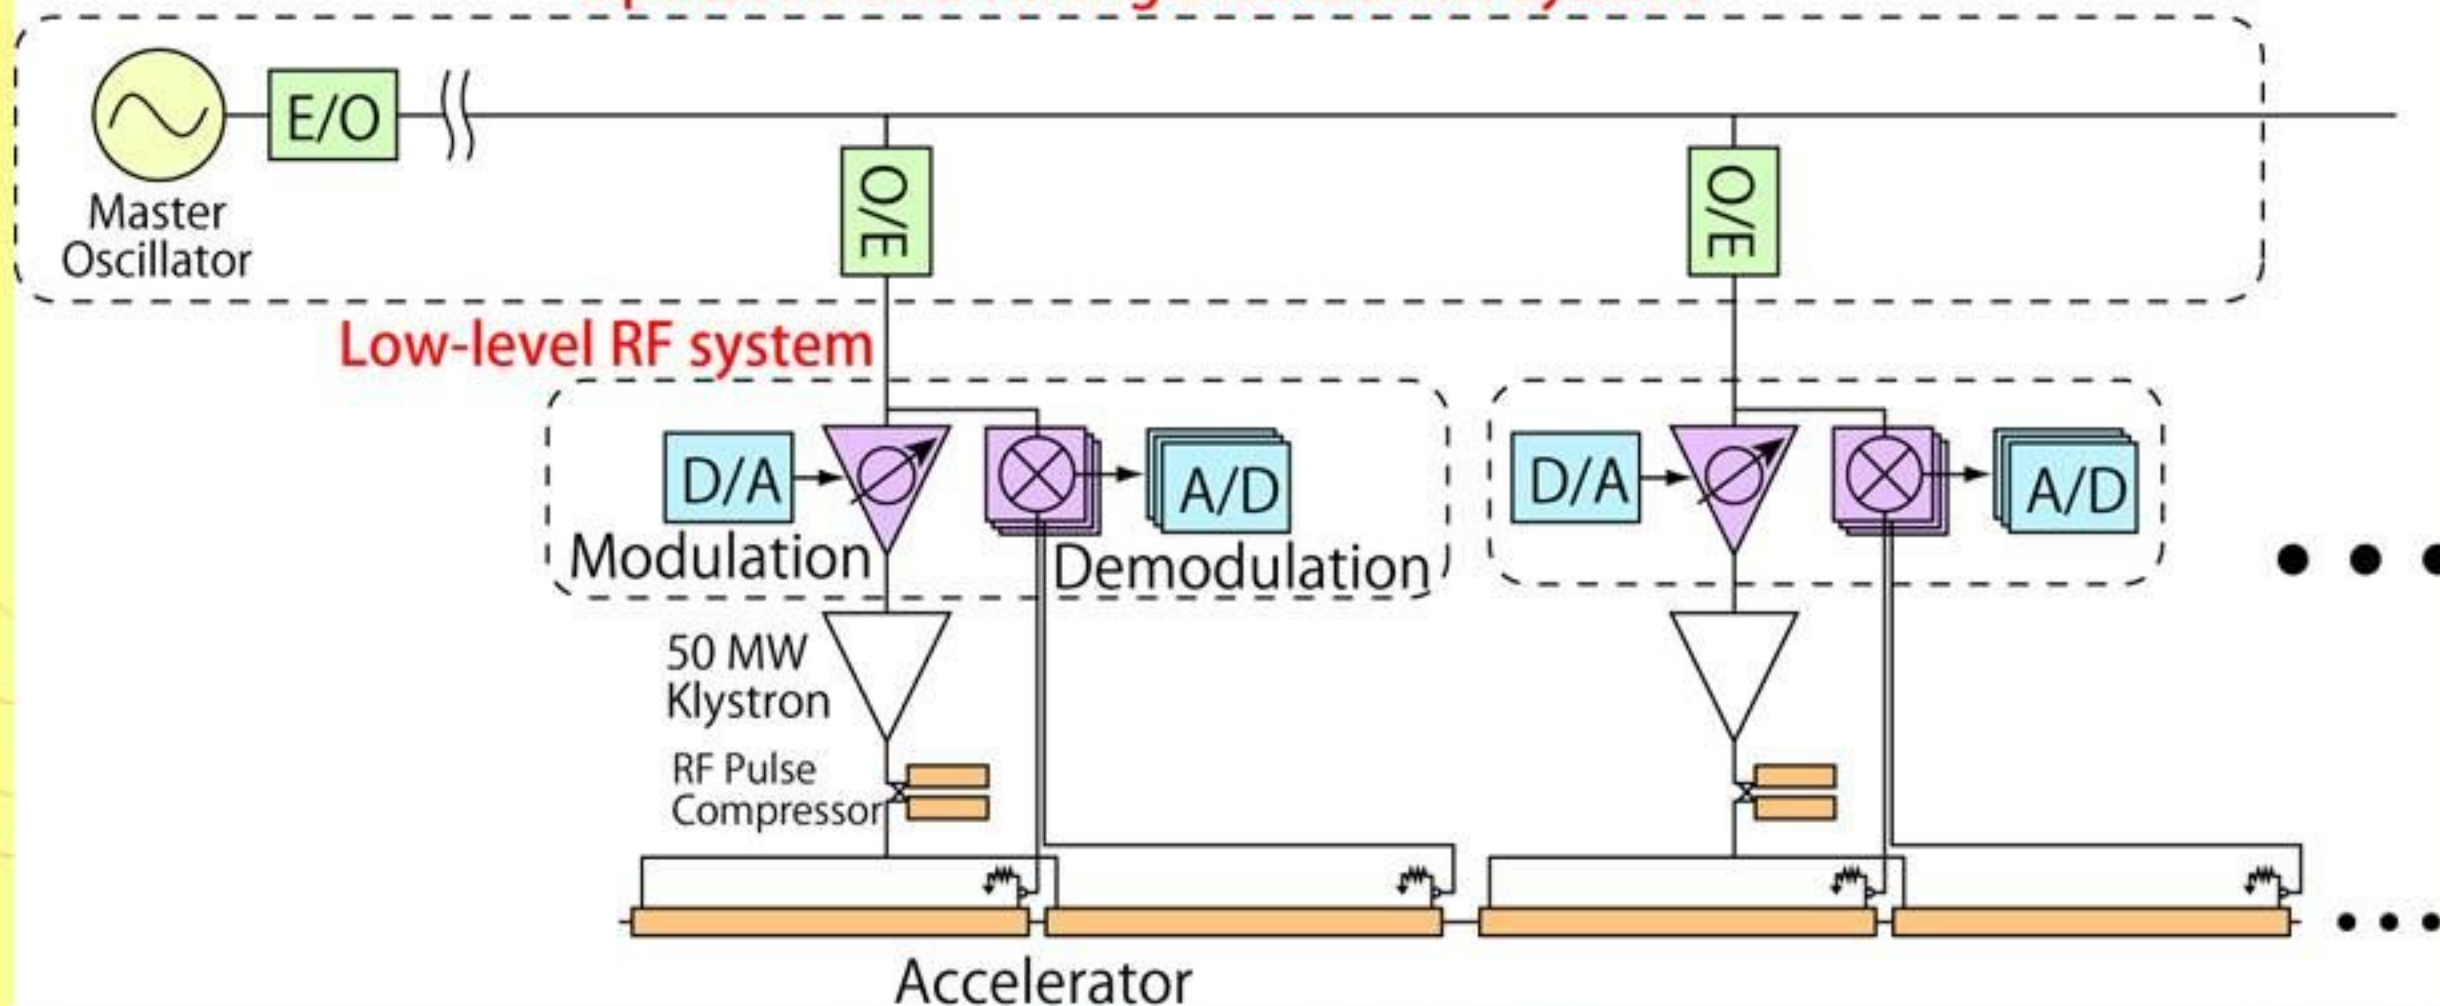 Master
Oscillator
E/O
O/E
O/E
Low-level RF system
D/A
A/D
D/A
A/D
Modulation
Demodulation
50 MW
Klystron
RF Pulse
Compressor
Accelerator